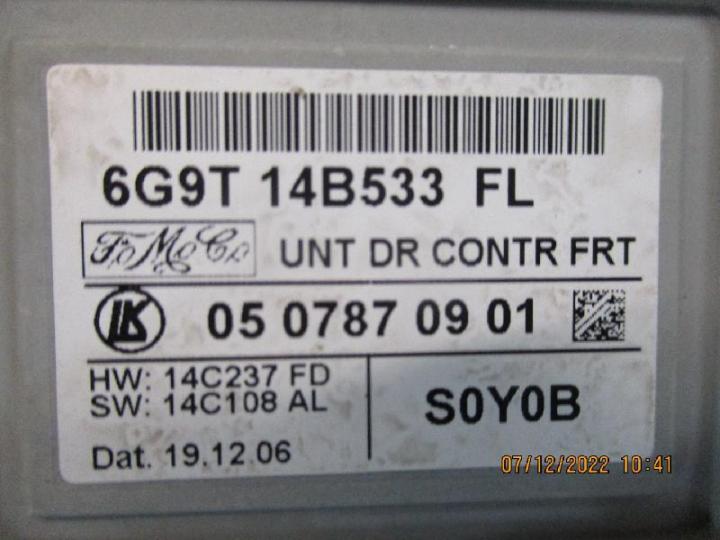 6G9T 14B533 FL
FoMoCo
UNT DR CONTR FRT
LK
05 0787 09 01
HW: 14C237 FD
SW: 14C108 AL
Dat. 19.12.06
S0Y0B
07/12/2022 10:41